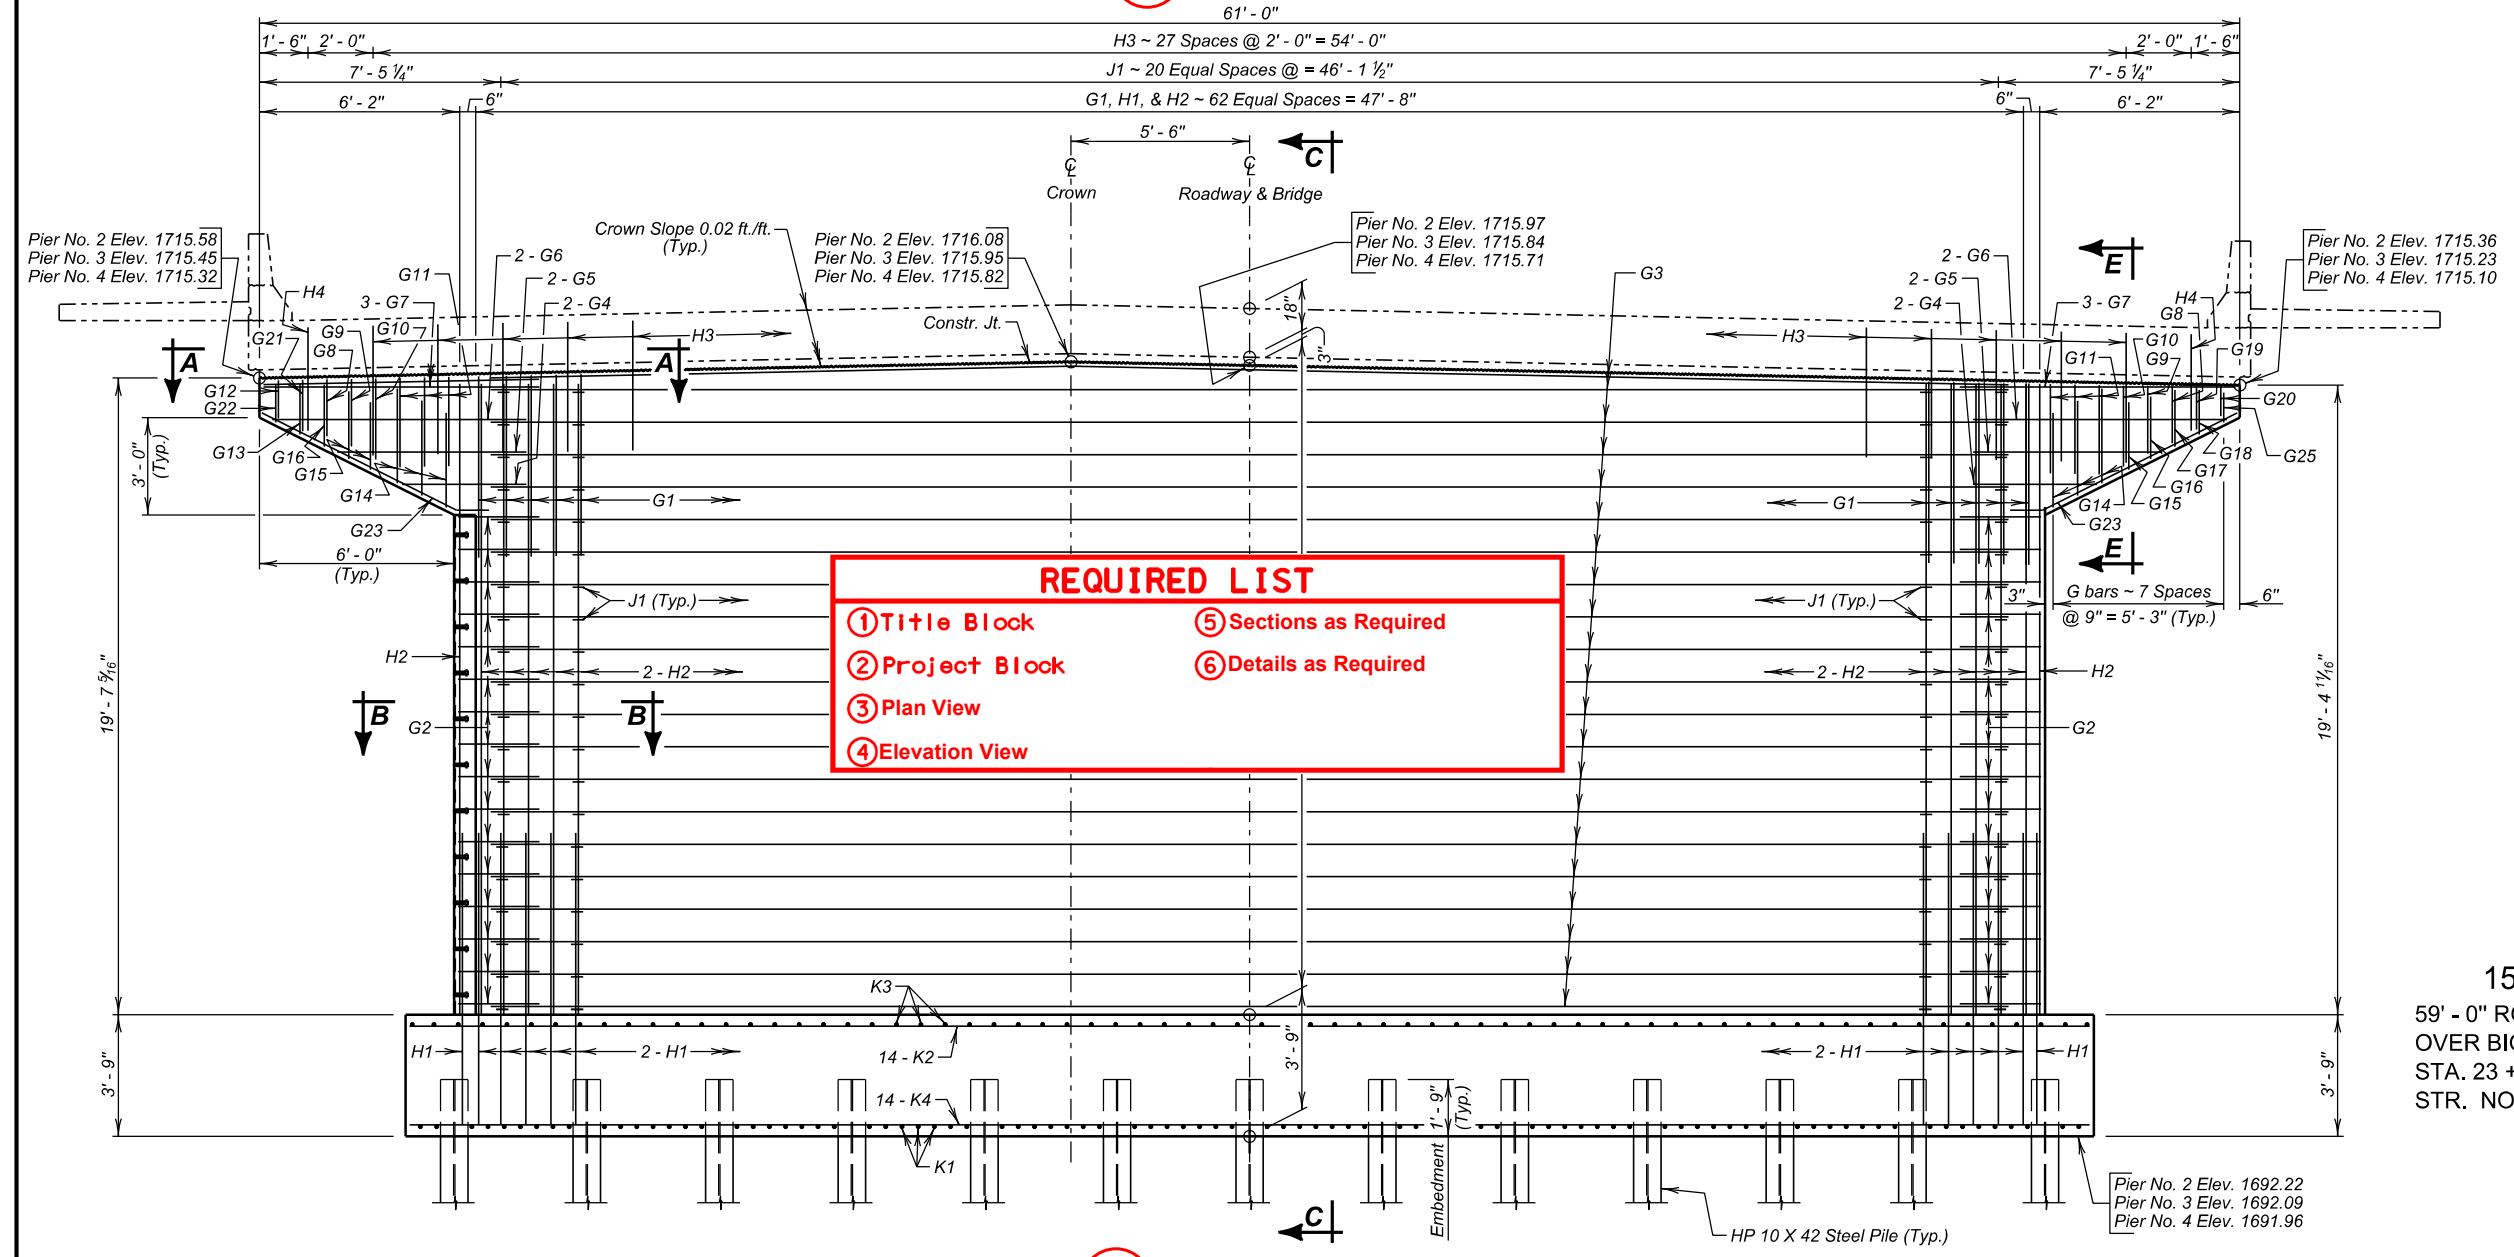 61' - 0"
1' - 6" 2' - 0" H3 ~ 27 Spaces @ 2' - 0" = 54' - 0" 2' - 0" 1' - 6"
7' - 5 ¼" J1 ~ 20 Equal Spaces @ = 46' - 1 ½" 7' - 5 ¼"
6' - 2" 6" G1, H1, & H2 ~ 62 Equal Spaces = 47' - 8" 6" 6' - 2"
5' - 6" C
℄ ℄
Crown Roadway & Bridge
Pier No. 2 Elev. 1715.58
Pier No. 3 Elev. 1715.45
Pier No. 4 Elev. 1715.32
Crown Slope 0.02 ft./ft.
(Typ.)
Pier No. 2 Elev. 1716.08
Pier No. 3 Elev. 1715.95
Pier No. 4 Elev. 1715.82
Pier No. 2 Elev. 1715.97
Pier No. 3 Elev. 1715.84
Pier No. 4 Elev. 1715.71
Pier No. 2 Elev. 1715.36
Pier No. 3 Elev. 1715.23
Pier No. 4 Elev. 1715.10
G11 2 - G6
2 - G5
2 - G4
3 - G7
H4
G21 G9 G10
G8
H3
Constr. Jt.
18"
3"
G3
2 - G6 E
2 - G5
2 - G4 3 - G7
H4
G8
H3 G10 G19
G11 G9
A A
G12
G22
G20
G13
G16
G15
G14
G23
G18
G25
G17
G16
G15
G14
G23
3' - 0"
(Typ.)
6' - 0"
(Typ.)
G1 G1
E
J1 (Typ.) J1 (Typ.)
3" G bars ~ 7 Spaces 6"
@ 9" = 5' - 3" (Typ.)
REQUIRED LIST
1 Title Block
2 Project Block
3 Plan View
4 Elevation View
5 Sections as Required
6 Details as Required
H2 2 - H2 2 - H2 H2
B B
G2 G2
19' - 7 5⁄16"
19' - 4 11⁄16"
K3
H1 2 - H1 14 - K2 2 - H1 H1
3' - 9"
3' - 9"
3' - 9"
14 - K4
K1
Embedment 1' - 9"
(Typ.)
C
HP 10 X 42 Steel Pile (Typ.)
Pier No. 2 Elev. 1692.22
Pier No. 3 Elev. 1692.09
Pier No. 4 Elev. 1691.96
15
59' - 0" RO
OVER BIG
STA. 23 +
STR. NO